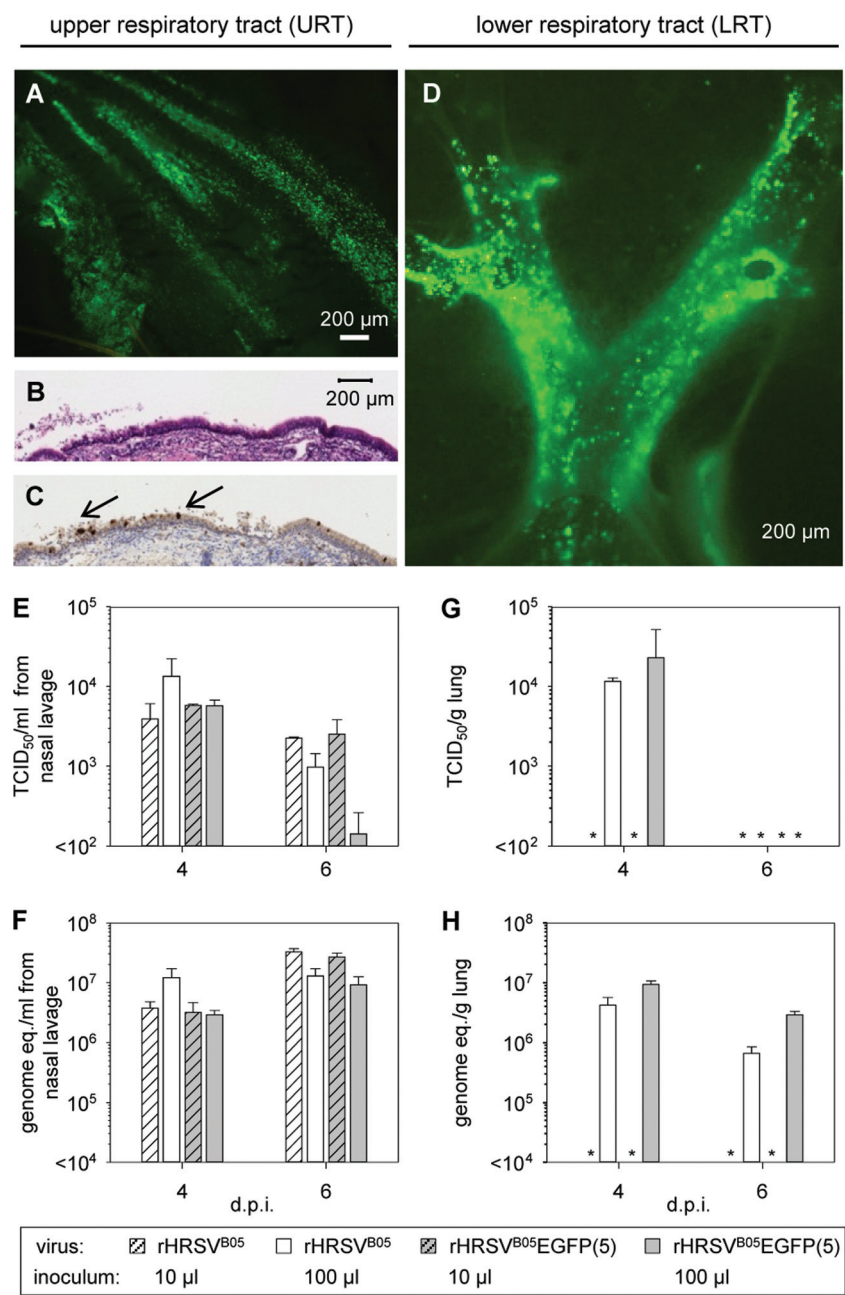 upper respiratory tract (URT)
lower respiratory tract (LRT)
A
200 µm
B
200 µm
C
D
200 µm
E
TCID50/ml from
nasal lavage
10^5
10^4
10^3
<10^2
4
6
G
TCID50/g lung
10^5
10^4
10^3
<10^2
*
*
* * * *
4
6
F
genome eq./ml from
nasal lavage
10^8
10^7
10^6
10^5
<10^4
4
6
d.p.i.
H
genome eq./g lung
10^8
10^7
10^6
10^5
<10^4
*
*
*
*
4
6
d.p.i.
virus: rHRSV^B05 rHRSV^B05 rHRSV^B05EGFP(5) rHRSV^B05EGFP(5)
inoculum: 10 µl 100 µl 10 µl 100 µl